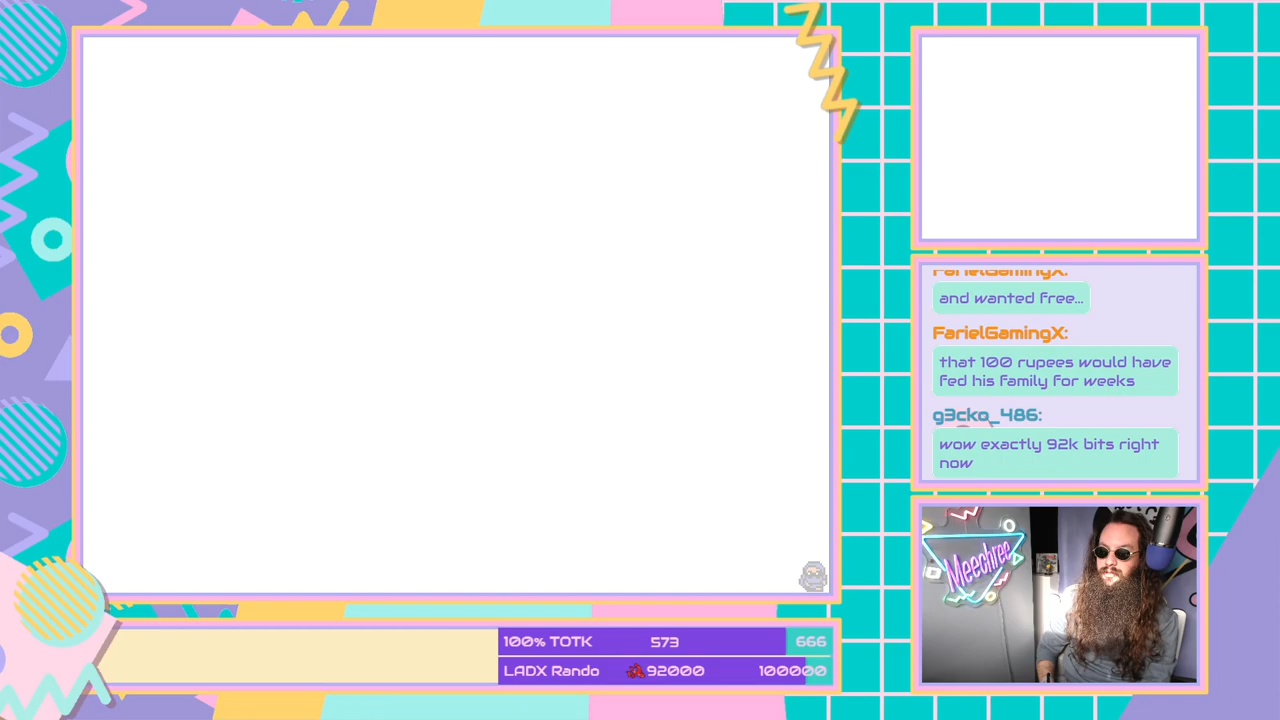 FarielGamingX:
and wanted free...
FarielGamingX:
that 100 rupees would have
fed his family for weeks
g3cko_486:
wow exactly 92k bits right
now
Meechree
100% TOTK 573 666
LADX Rando 92000 100000